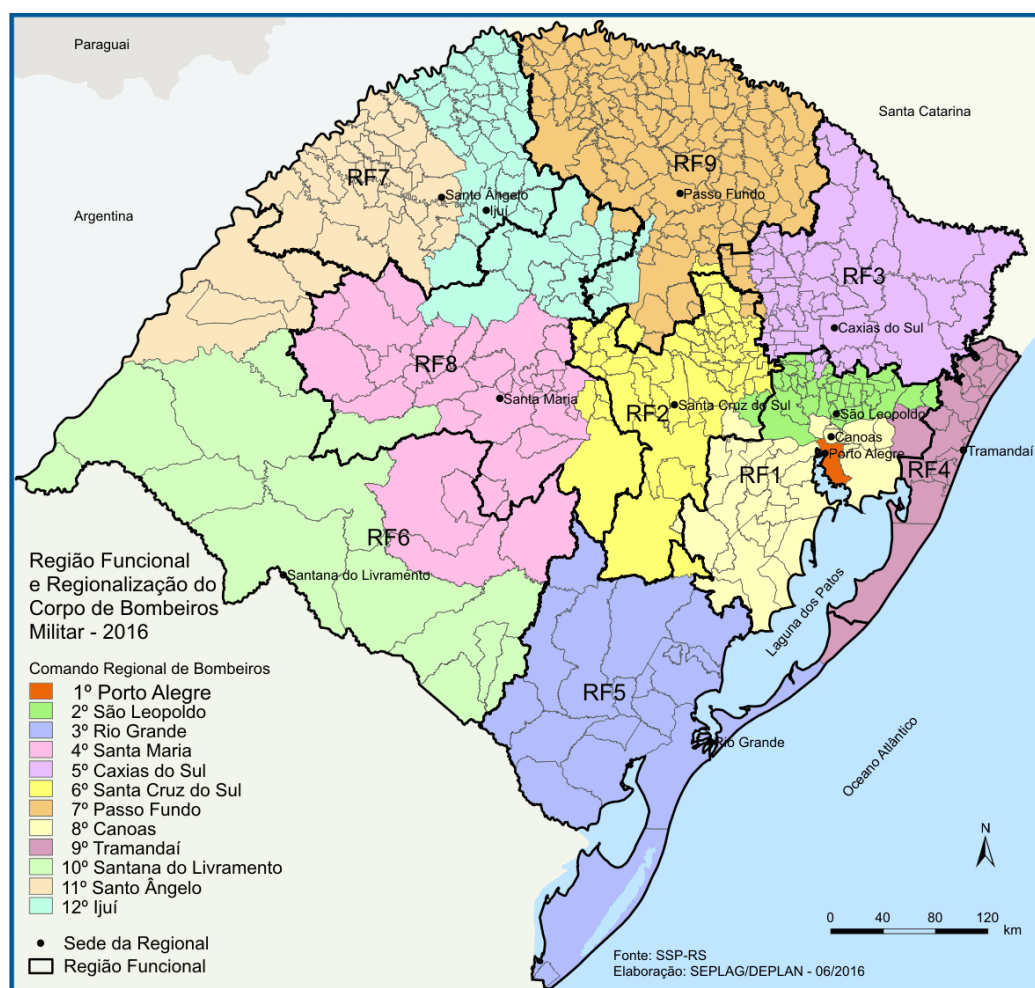 Paraguai
Santa Catarina
RF9
RF7
Passo Fundo
Santo Ângelo
Ijuí
Argentina
RF3
Caxias do Sul
RF8
Santa Maria
RF2
Santa Cruz do Sul
São Leopoldo
Canoas
Porto Alegre
Tramandaí
RF4
RF1
RF6
Santana do Livramento
Laguna dos Patos
RF5
Rio Grande
Oceano Atlântico
Região Funcional
e Regionalização do
Corpo de Bombeiros
Militar - 2016
Comando Regional de Bombeiros
1º Porto Alegre
2º São Leopoldo
3º Rio Grande
4º Santa Maria
5º Caxias do Sul
6º Santa Cruz do Sul
7º Passo Fundo
8º Canoas
9º Tramandaí
10º Santana do Livramento
11º Santo Ângelo
12º Ijuí
Sede da Regional
Região Funcional
N
0 40 80 120
km
Fonte: SSP-RS
Elaboração: SEPLAG/DEPLAN - 06/2016